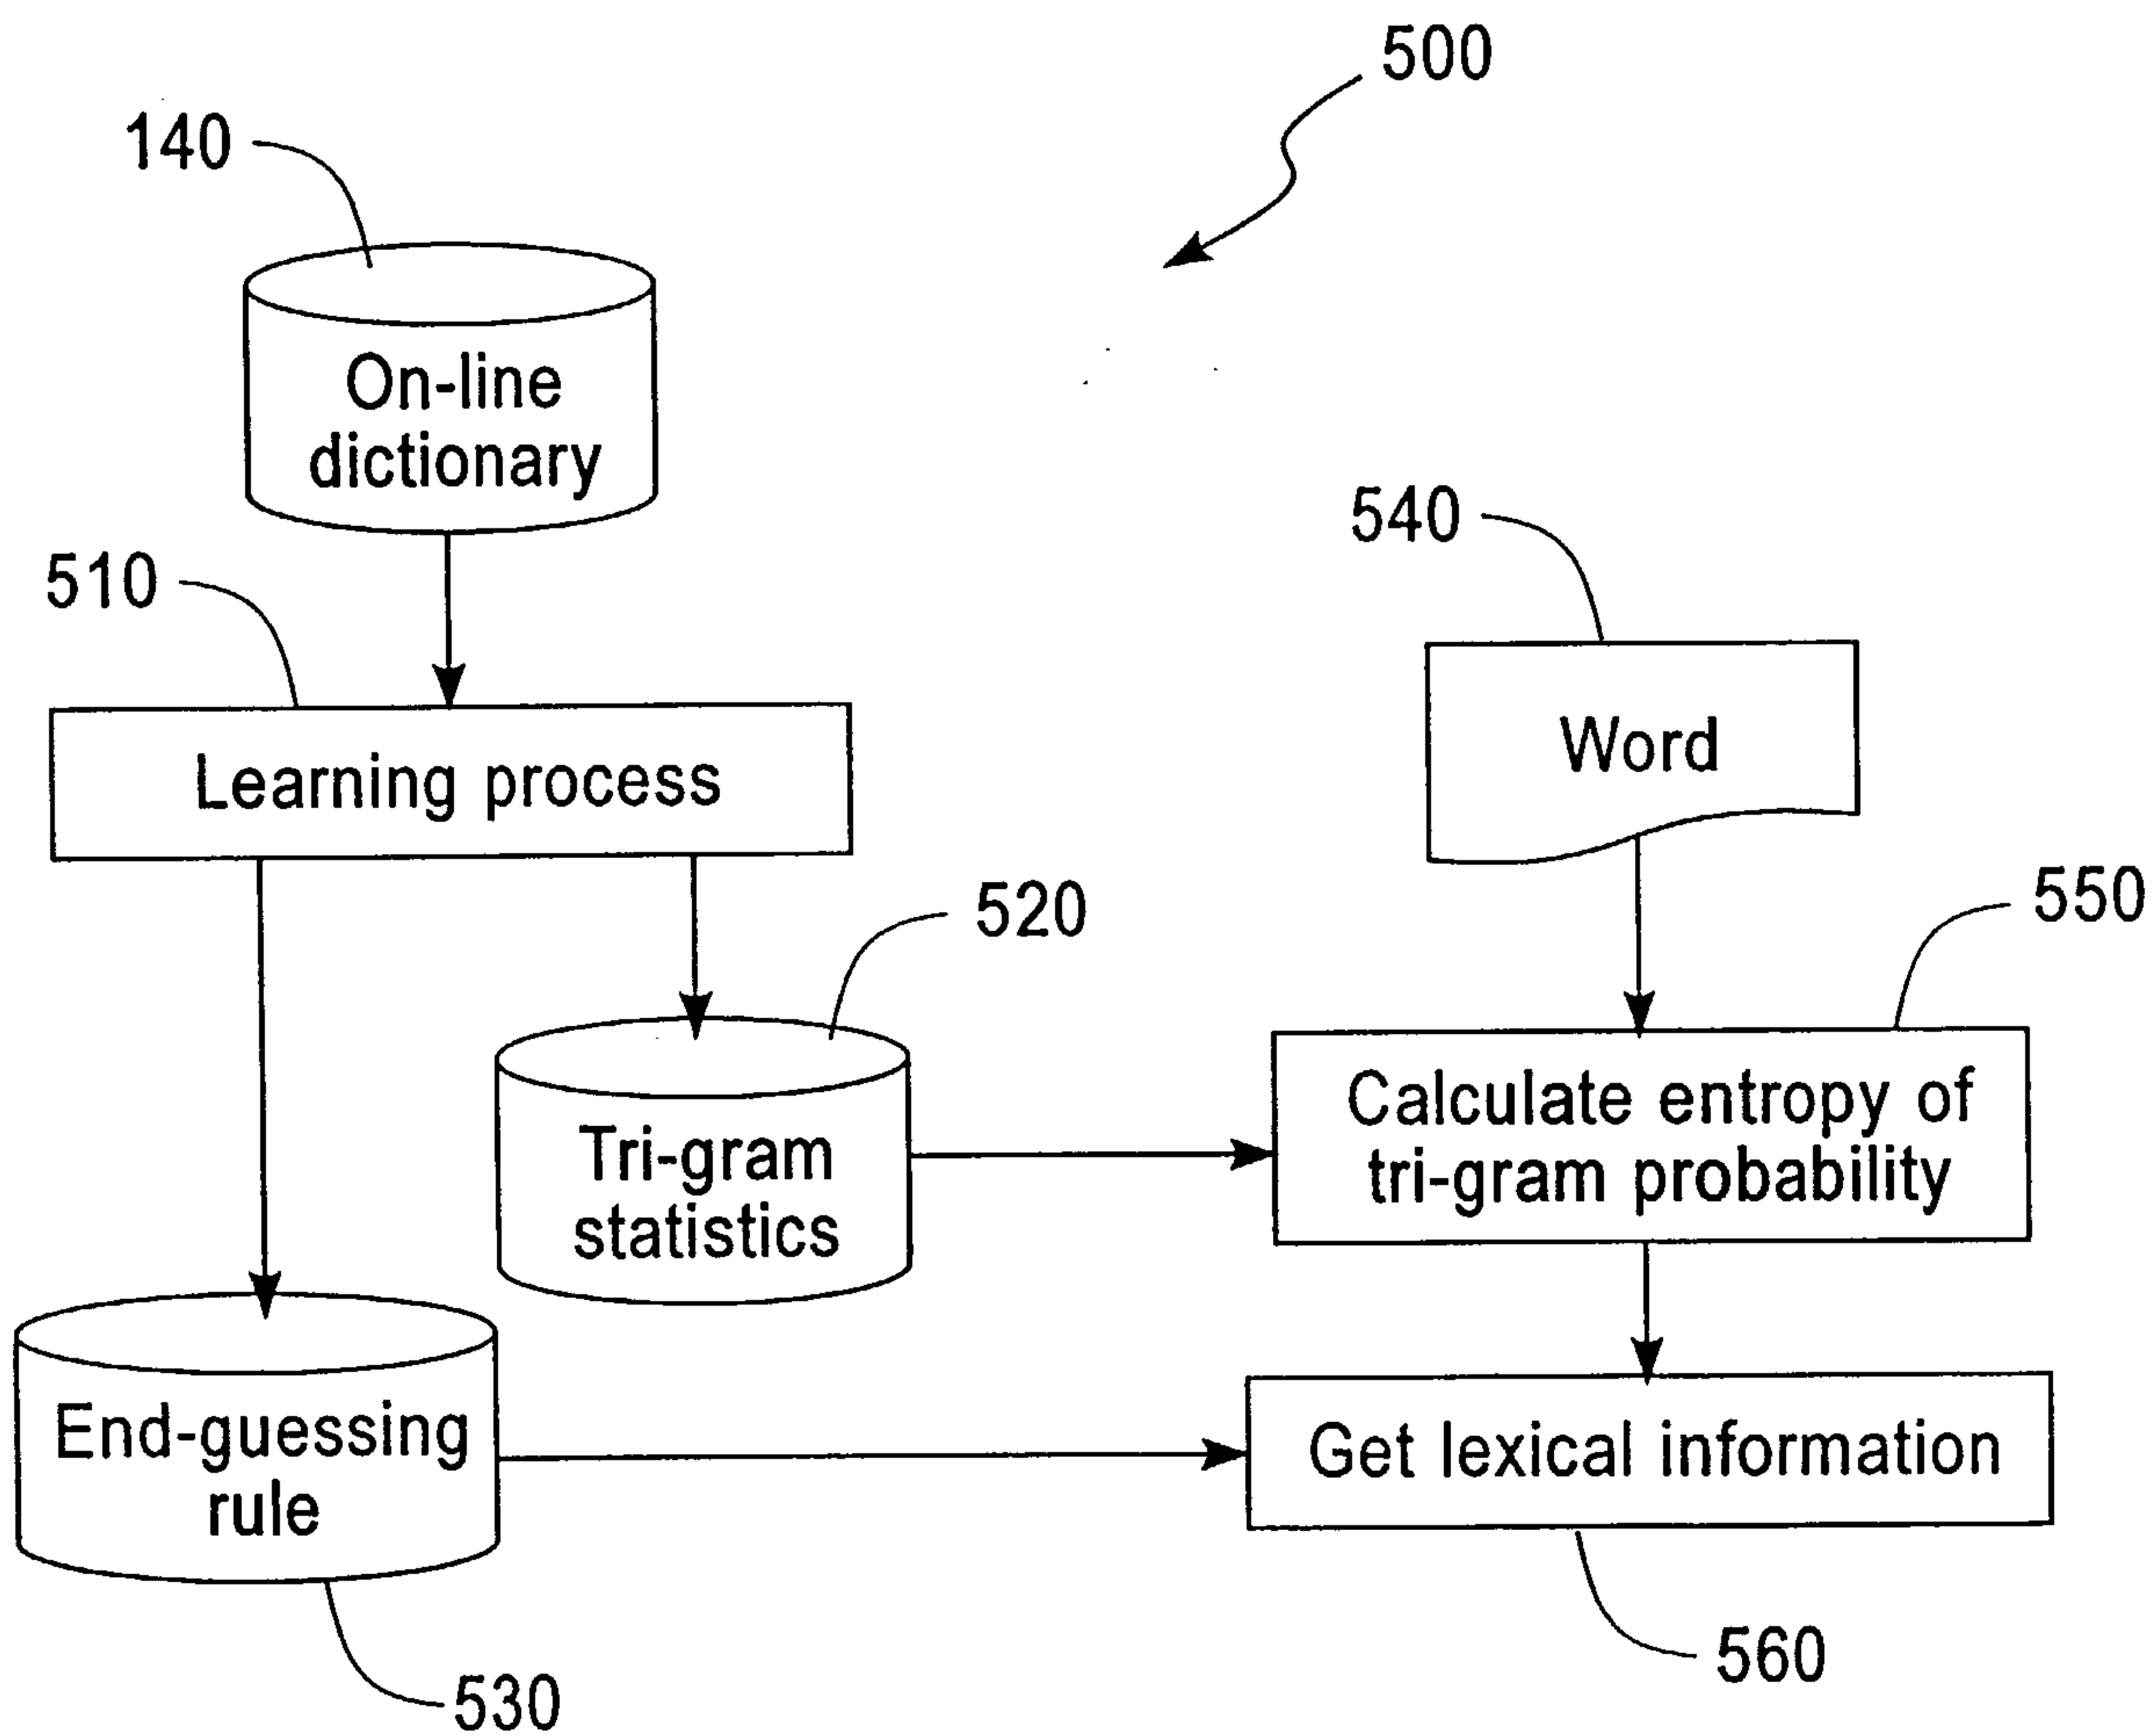 500
140
On-line
dictionary
540
510
Word
Learning process
550
520
Calculate entropy of
tri-gram probability
Tri-gram
statistics
End-guessing
rule
Get lexical information
560
530